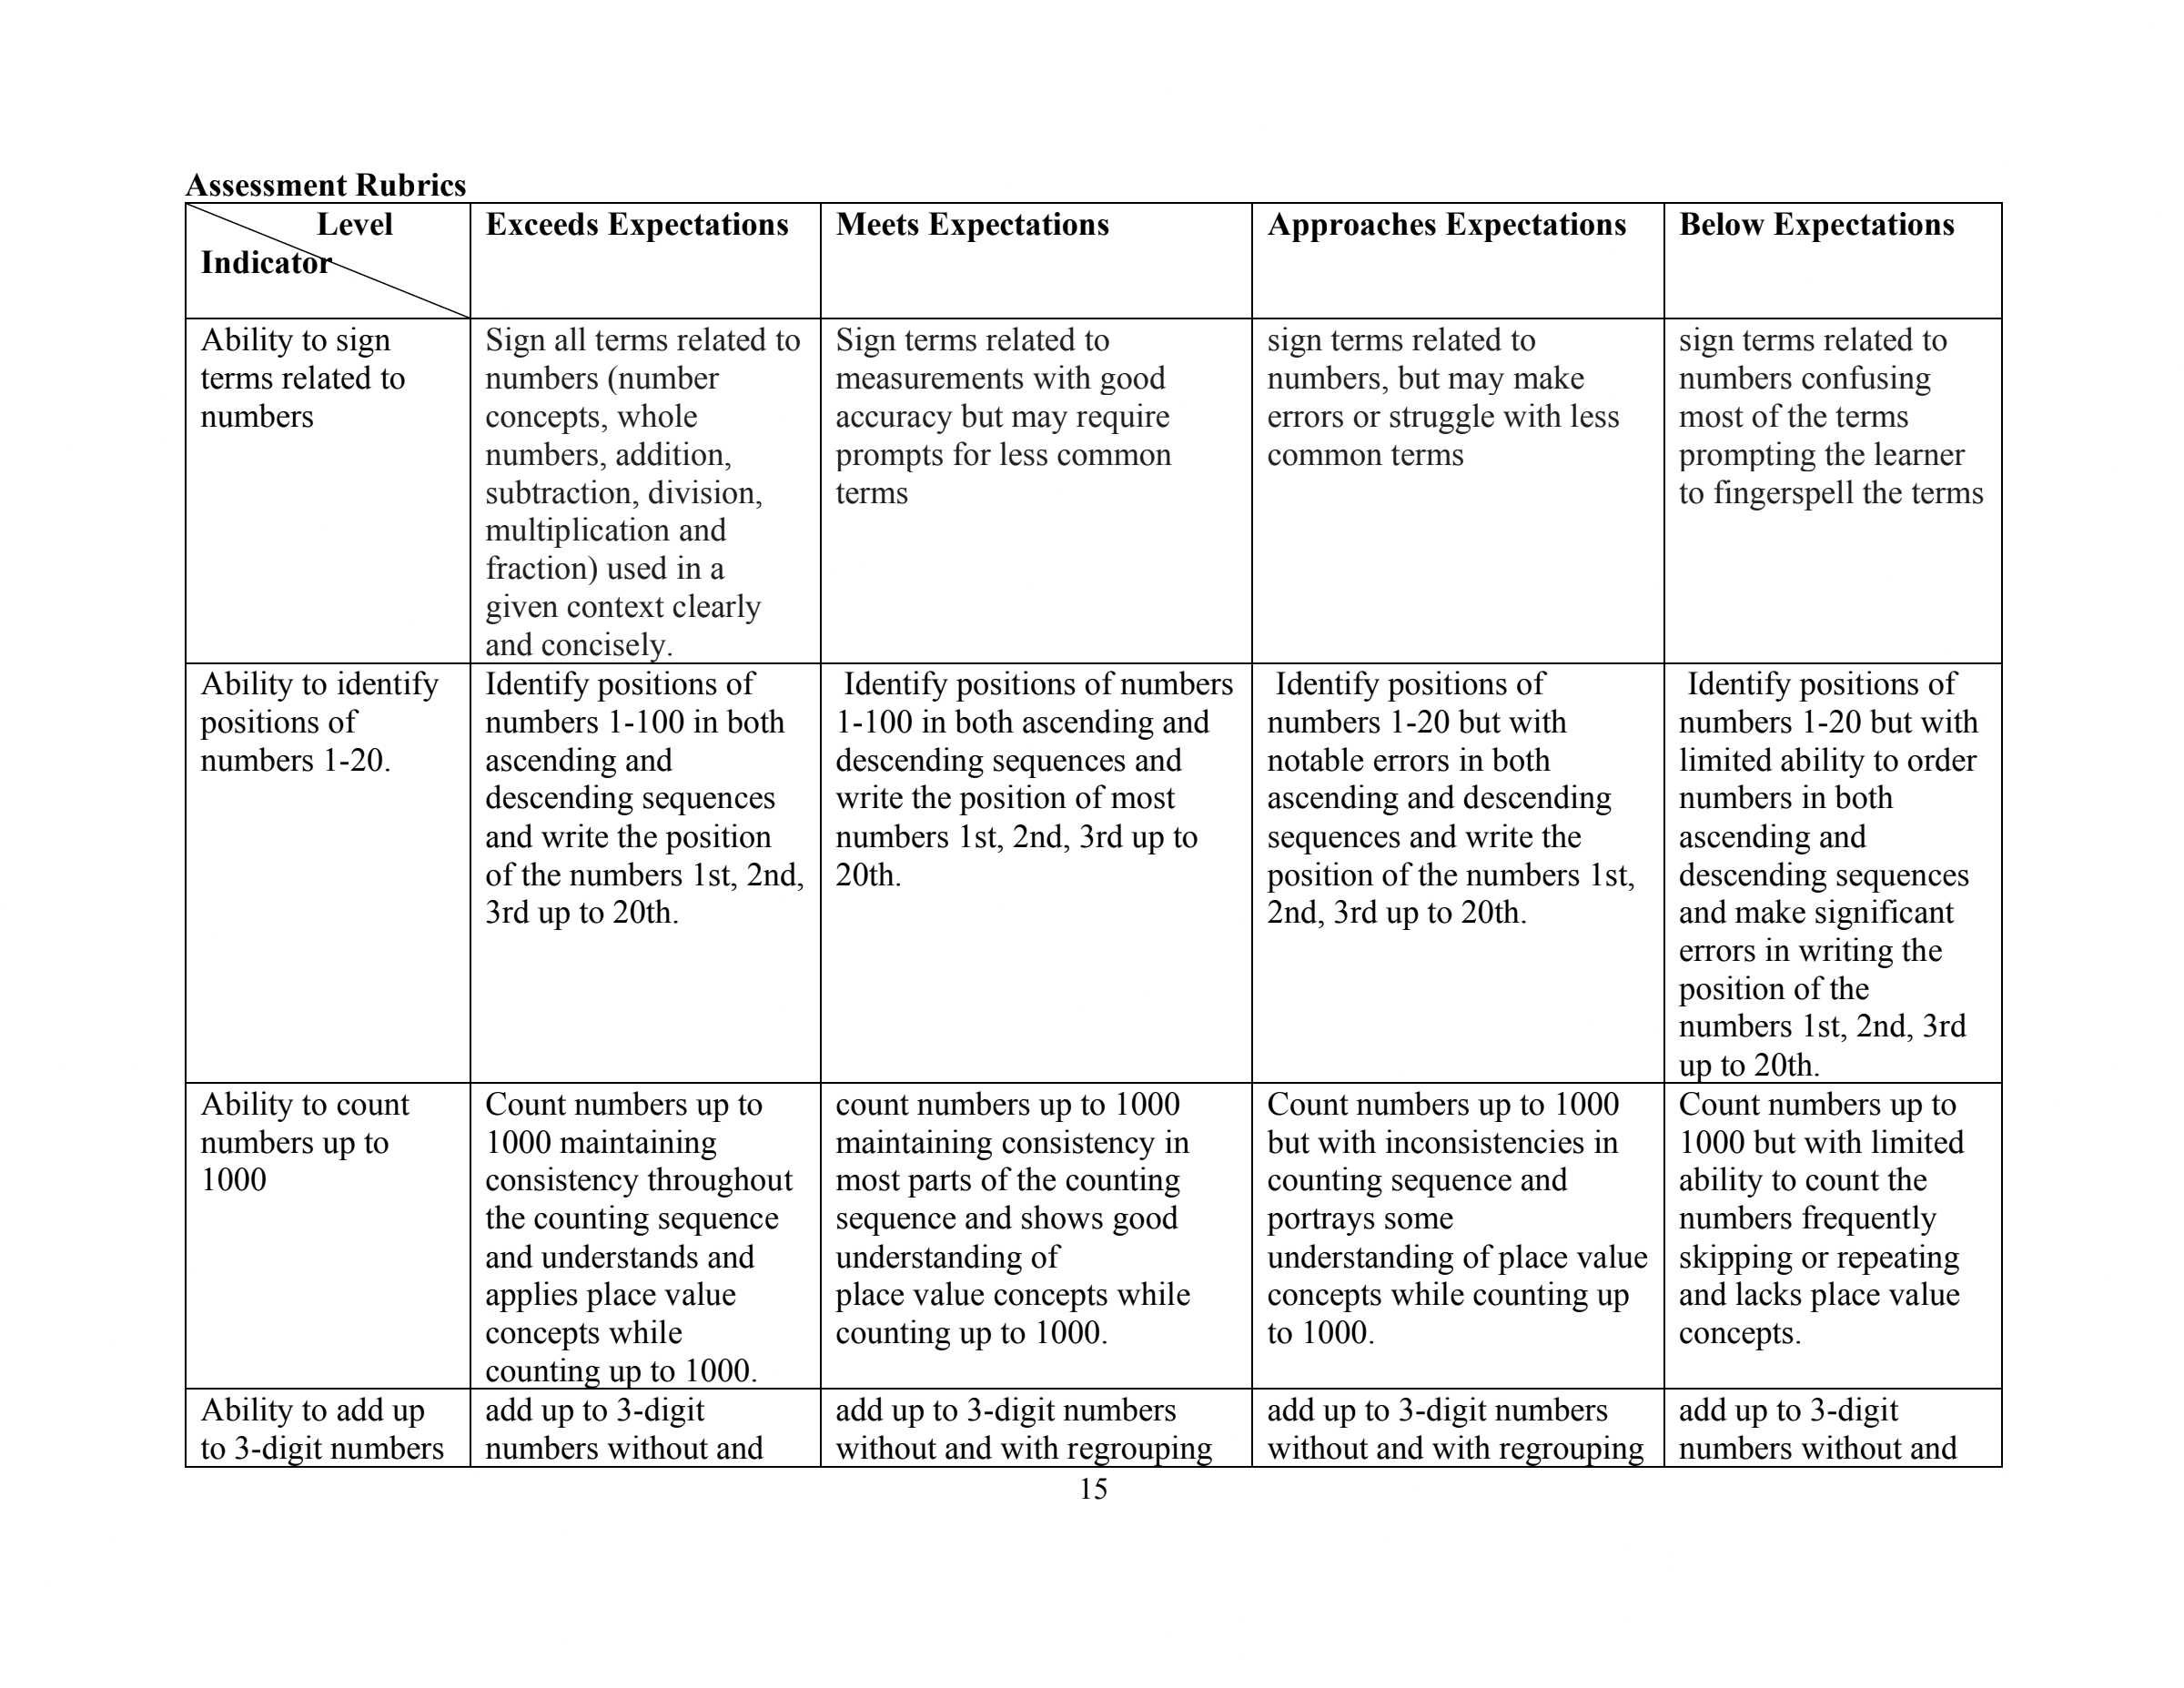 Assessment Rubrics
Level
Indicator
Exceeds Expectations
Meets Expectations
Approaches Expectations
Below Expectations
Ability to sign
terms related to
numbers
Sign all terms related to
numbers (number
concepts, whole
numbers, addition,
subtraction, division,
multiplication and
fraction) used in a
given context clearly
and concisely.
Sign terms related to
measurements with good
accuracy but may require
prompts for less common
terms
sign terms related to
numbers, but may make
errors or struggle with less
common terms
sign terms related to
numbers confusing
most of the terms
prompting the learner
to fingerspell the terms
Ability to identify
positions of
numbers 1-20.
Identify positions of
numbers 1-100 in both
ascending and
descending sequences
and write the position
of the numbers 1st, 2nd,
3rd up to 20th.
Identify positions of numbers
1-100 in both ascending and
descending sequences and
write the position of most
numbers 1st, 2nd, 3rd up to
20th.
Identify positions of
numbers 1-20 but with
notable errors in both
ascending and descending
sequences and write the
position of the numbers 1st,
2nd, 3rd up to 20th.
Identify positions of
numbers 1-20 but with
limited ability to order
numbers in both
ascending and
descending sequences
and make significant
errors in writing the
position of the
numbers 1st, 2nd, 3rd
up to 20th.
Ability to count
numbers up to
1000
Count numbers up to
1000 maintaining
consistency throughout
the counting sequence
and understands and
applies place value
concepts while
counting up to 1000.
count numbers up to 1000
maintaining consistency in
most parts of the counting
sequence and shows good
understanding of
place value concepts while
counting up to 1000.
Count numbers up to 1000
but with inconsistencies in
counting sequence and
portrays some
understanding of place value
concepts while counting up
to 1000.
Count numbers up to
1000 but with limited
ability to count the
numbers frequently
skipping or repeating
and lacks place value
concepts.
Ability to add up
to 3-digit numbers
add up to 3-digit
numbers without and
add up to 3-digit numbers
without and with regrouping
add up to 3-digit numbers
without and with regrouping
add up to 3-digit
numbers without and
15